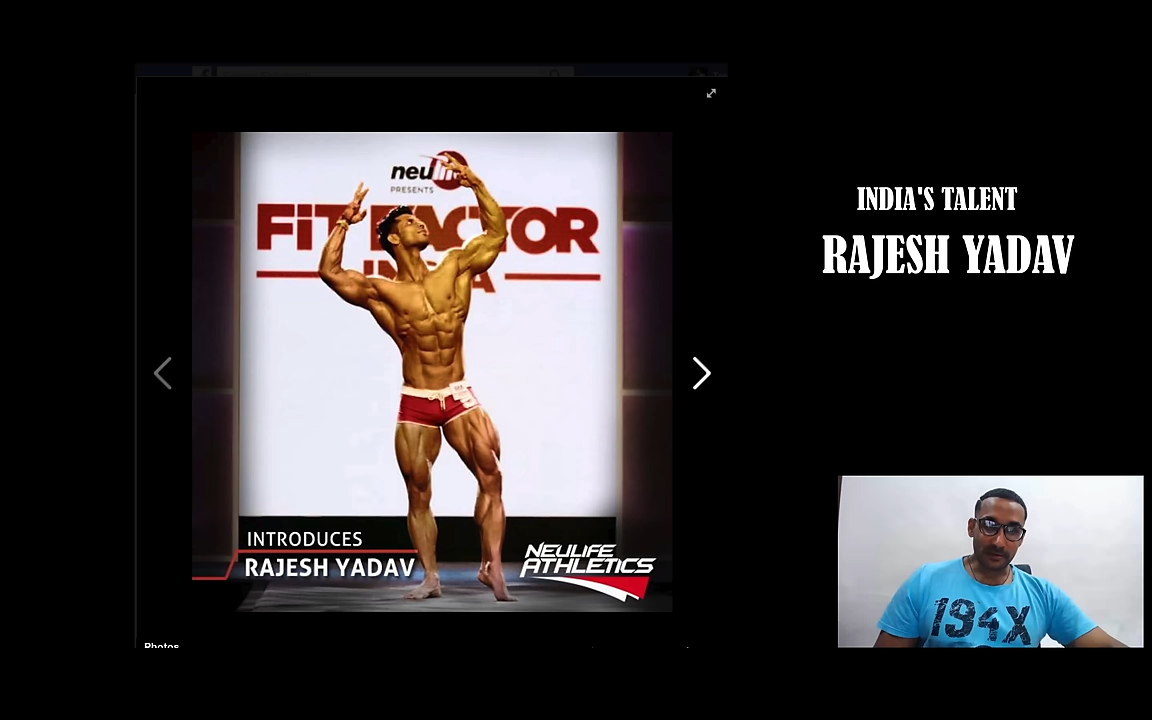 neu
PRESENTS
FiT FACTOR
INTRODUCES
RAJESH YADAV
NEULIFE
ATHLETICS
Photos
INDIA'S TALENT
RAJESH YADAV
194X